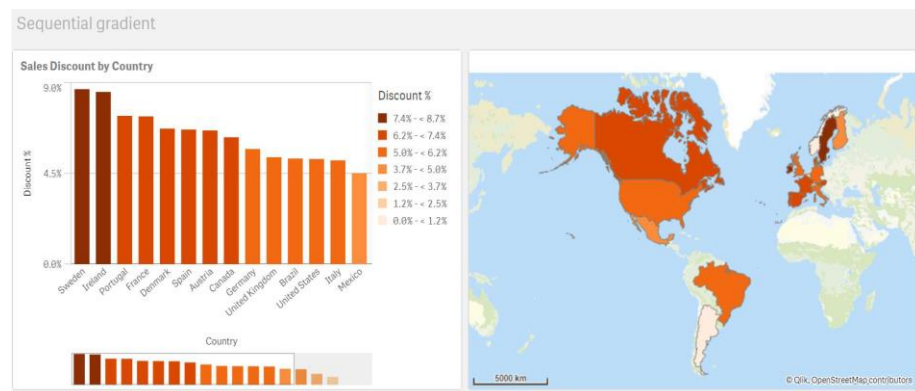 Sequential gradient
Sales Discount by Country
9.0%
4.5%
0.0%
Discount %
Sweden
Ireland
Portugal
France
Denmark
Spain
Austria
Canada
Germany
United Kingdom
Brazil
United States
Italy
Mexico
Country
Discount %
7.4% - < 8.7%
6.2% - < 7.4%
5.0% - < 6.2%
3.7% - < 5.0%
2.5% - < 3.7%
1.2% - < 2.5%
0.0% - < 1.2%
5000 km
© Qlik, OpenStreetMap contributors